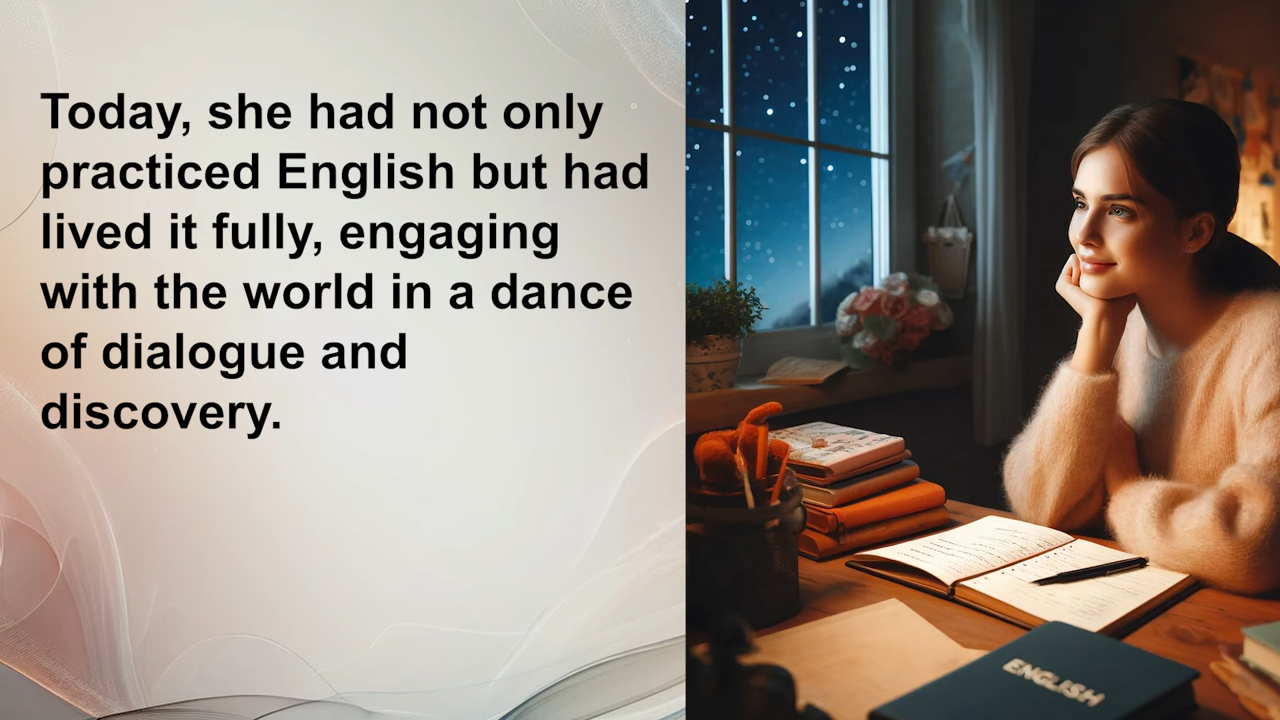 Today, she had not only
practiced English but had
lived it fully, engaging
with the world in a dance
of dialogue and
discovery.
ENGLISH